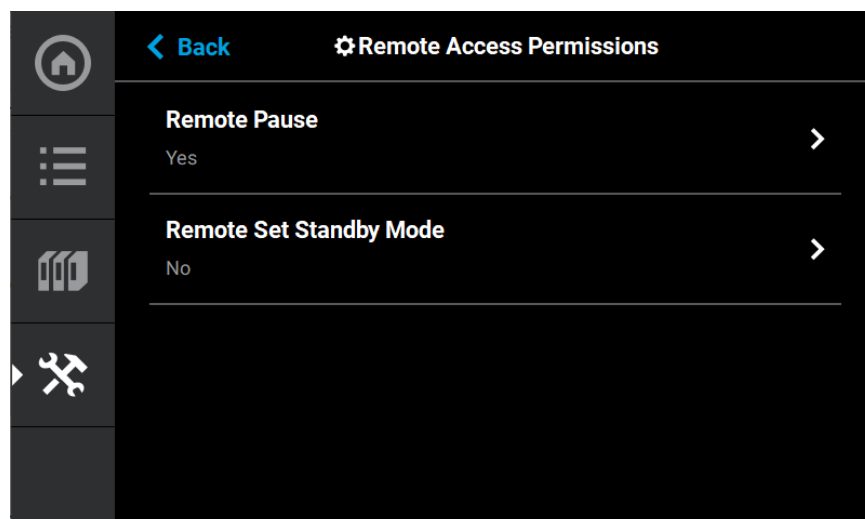 Back
Remote Access Permissions
Remote Pause
Yes
Remote Set Standby Mode
No